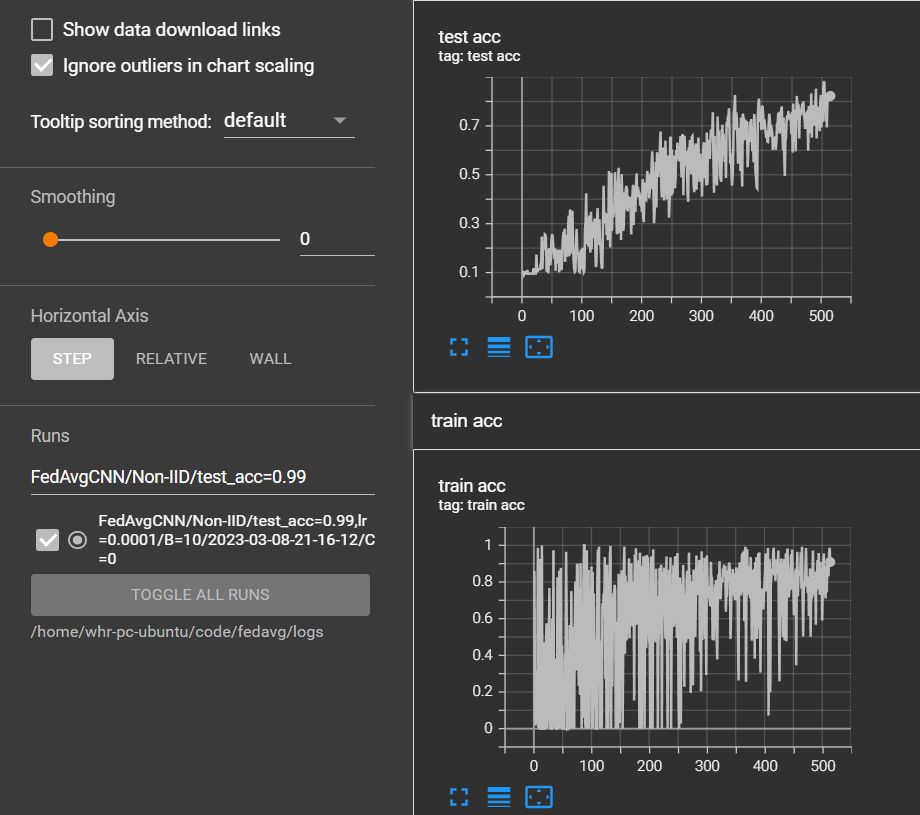 Show data download links
Ignore outliers in chart scaling
Tooltip sorting method: default
Smoothing
0
Horizontal Axis
STEP RELATIVE WALL
Runs
FedAvgCNN/Non-IID/test_acc=0.99
FedAvgCNN/Non-IID/test_acc=0.99,lr
=0.0001/B=10/2023-03-08-21-16-12/C
=0
TOGGLE ALL RUNS
/home/whr-pc-ubuntu/code/fedavg/logs
test acc
tag: test acc
0.7
0.5
0.3
0.1
0 100 200 300 400 500
train acc
train acc
tag: train acc
1
0.8
0.6
0.4
0.2
0
0 100 200 300 400 500